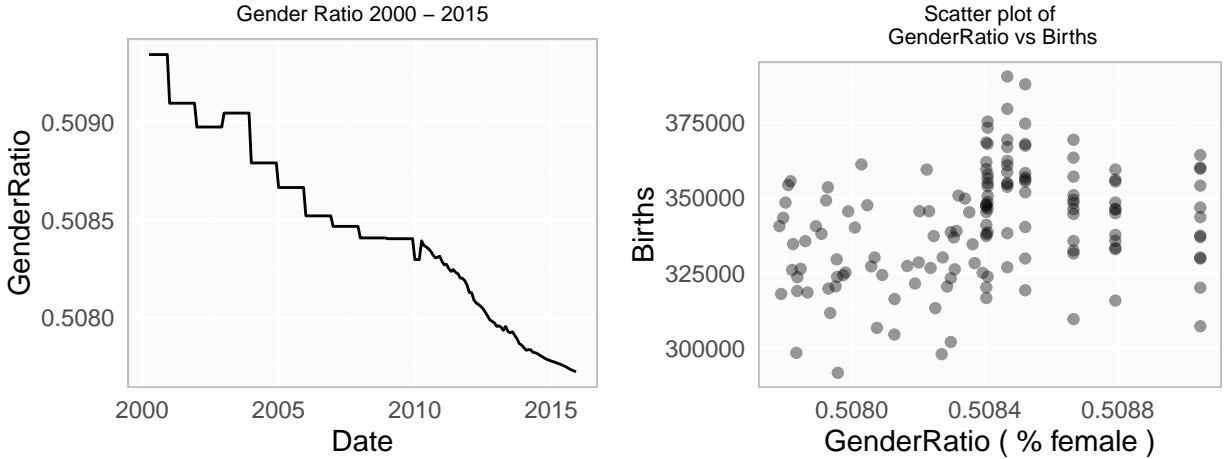 Gender Ratio 2000 – 2015
GenderRatio
0.5090
0.5085
0.5080
2000
2005
2010
2015
Date
Scatter plot of
GenderRatio vs Births
Births
375000
350000
325000
300000
0.5080
0.5084
0.5088
GenderRatio ( % female )